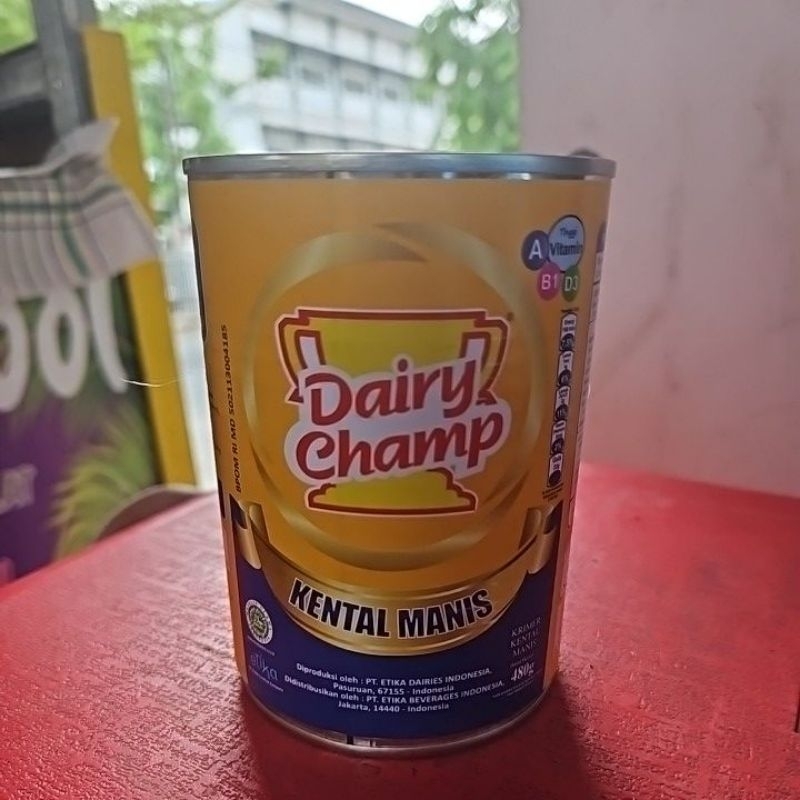 Tinggi
Vitamin
A
B1
D3
Dairy
Champ
BPOM RI MD 502113004185
KENTAL MANIS
KRIMER
KENTAL
MANIS
480g
etika
Diproduksi oleh : PT. ETIKA DAIRIES INDONESIA.
Pasuruan, 67155 - Indonesia
Didistribusikan oleh : PT. ETIKA BEVERAGES INDONESIA.
Jakarta, 14440 - Indonesia